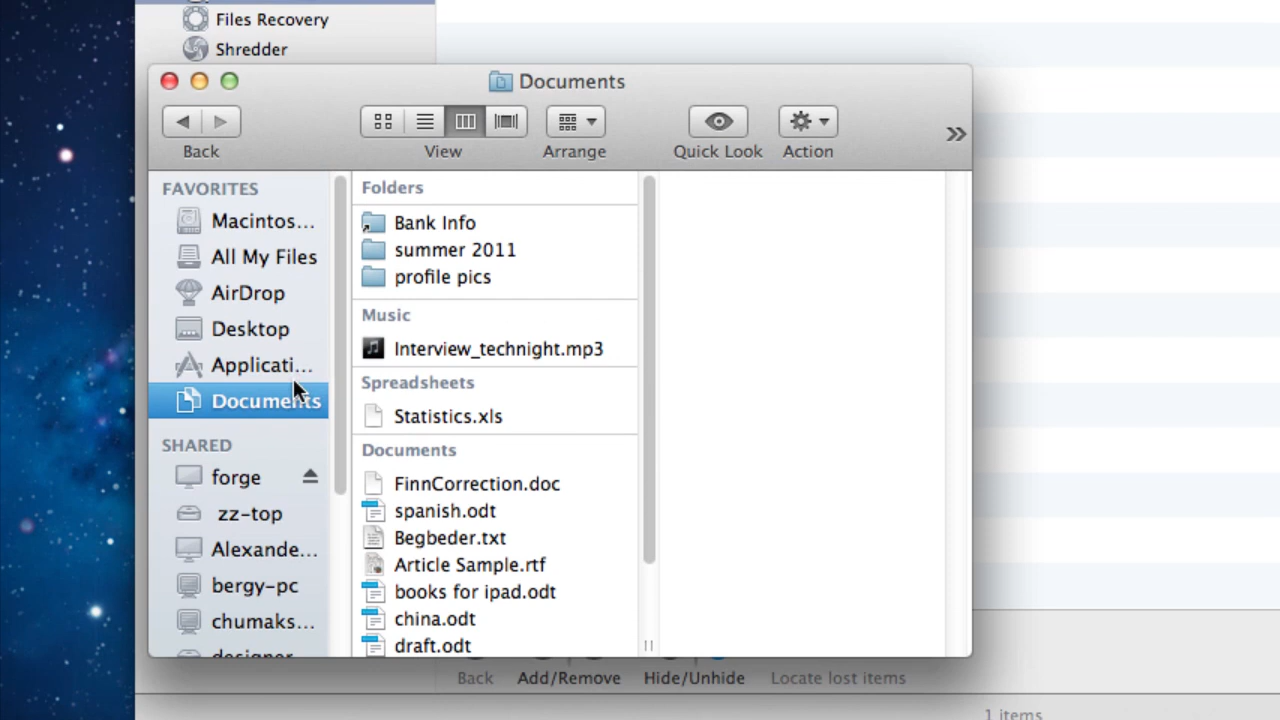 Files Recovery
Shredder
Documents
Back
View
Arrange
Quick Look
Action
FAVORITES
Macintos...
All My Files
AirDrop
Desktop
Applicati...
Documents
SHARED
forge
zz-top
Alexande...
bergy-pc
chumaks...
designer
Folders
Bank Info
summer 2011
profile pics
Music
Interview_technight.mp3
Spreadsheets
Statistics.xls
Documents
FinnCorrection.doc
spanish.odt
Begbeder.txt
Article Sample.rtf
books for ipad.odt
china.odt
draft.odt
Back Add/Remove Hide/Unhide Locate lost items
1 items